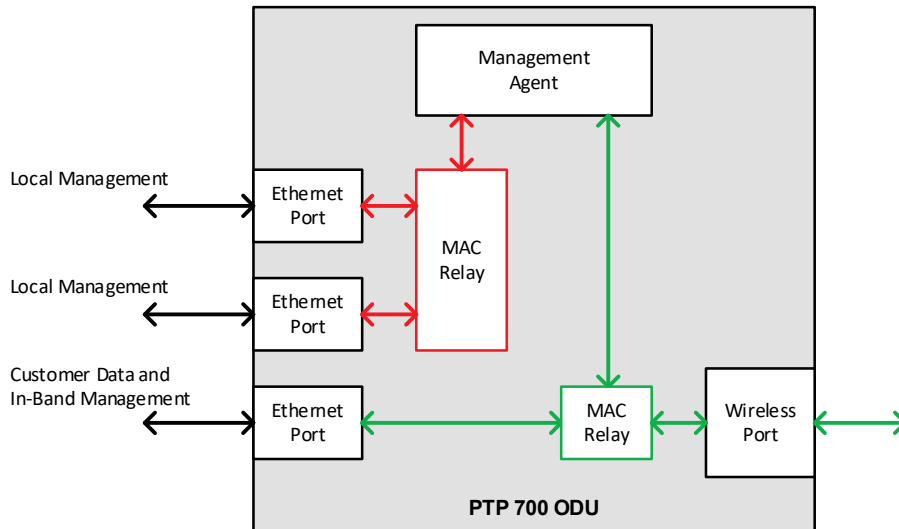 Management
Agent
Local Management
Ethernet
Port
MAC
Relay
Local Management
Ethernet
Port
Customer Data and
In-Band Management
Ethernet
Port
MAC
Relay
Wireless
Port
PTP 700 ODU